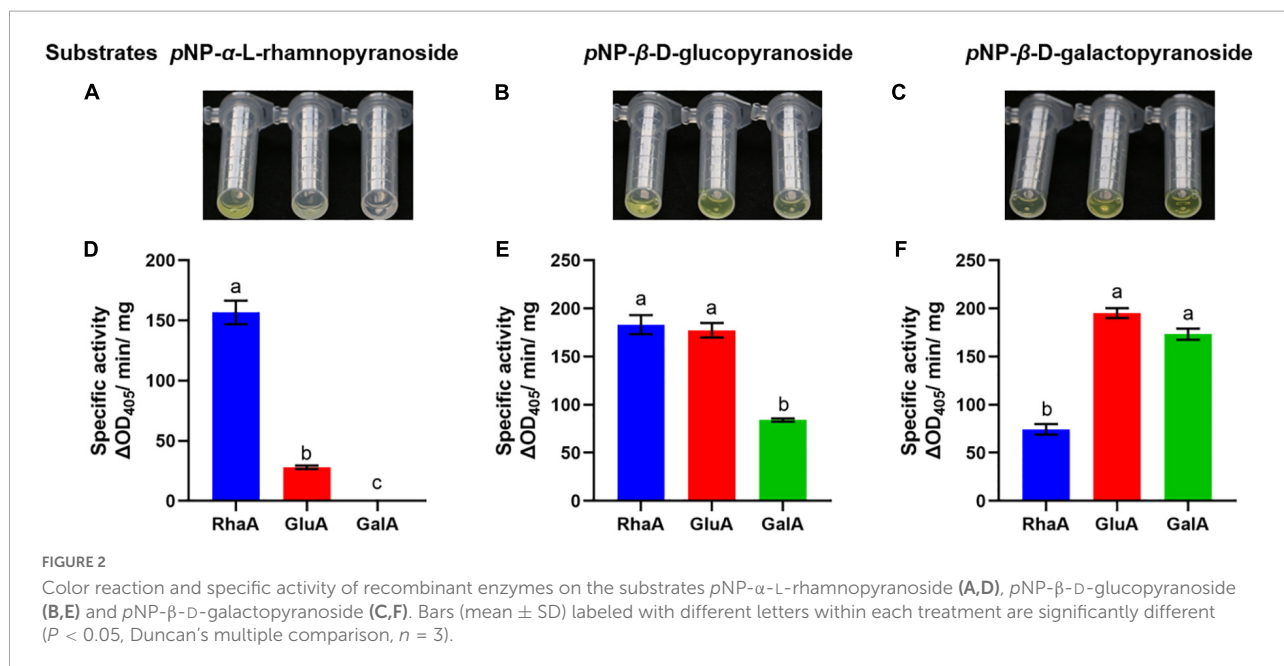 Substrates pNP-α-L-rhamnopyranoside pNP-β-D-glucopyranoside pNP-β-D-galactopyranoside
A B C
D
200
150
100
50
0
Specific activity
ΔOD405/ min/ mg
a
b
c
RhaA GluA GalA
E
250
200
150
100
50
0
Specific activity
ΔOD405/ min/ mg
a
a
b
RhaA GluA GalA
F
250
200
150
100
50
0
Specific activity
ΔOD405/ min/ mg
b
a
a
RhaA GluA GalA
FIGURE 2
Color reaction and specific activity of recombinant enzymes on the substrates pNP-α-L-rhamnopyranoside (A,D), pNP-β-D-glucopyranoside
(B,E) and pNP-β-D-galactopyranoside (C,F). Bars (mean ± SD) labeled with different letters within each treatment are significantly different
(P < 0.05, Duncan's multiple comparison, n = 3).